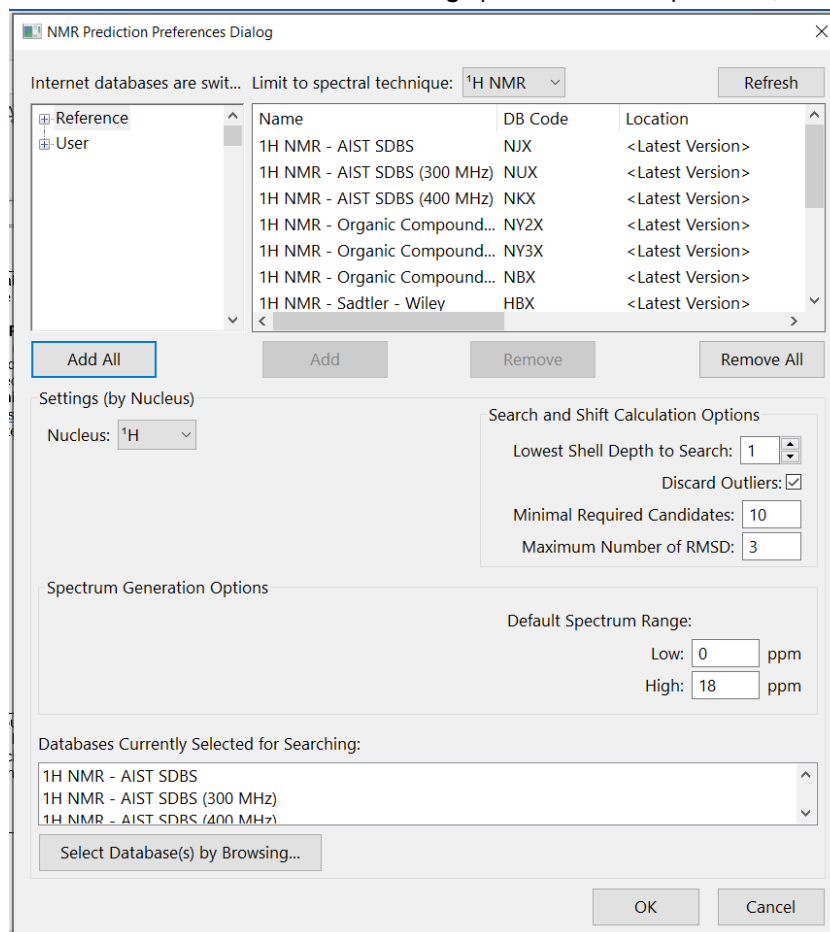 NMR Prediction Preferences Dialog
Internet databases are swit... Limit to spectral technique: ¹H NMR Refresh
Reference
User
Name DB Code Location
1H NMR - AIST SDBS NJX <Latest Version>
1H NMR - AIST SDBS (300 MHz) NUX <Latest Version>
1H NMR - AIST SDBS (400 MHz) NKX <Latest Version>
1H NMR - Organic Compound... NY2X <Latest Version>
1H NMR - Organic Compound... NY3X <Latest Version>
1H NMR - Organic Compound... NBX <Latest Version>
1H NMR - Sadtler - Wiley HBX <Latest Version>
Add All Add Remove Remove All
Settings (by Nucleus)
Nucleus: ¹H
Search and Shift Calculation Options
Lowest Shell Depth to Search: 1
Discard Outliers:
Minimal Required Candidates: 10
Maximum Number of RMSD: 3
Spectrum Generation Options
Default Spectrum Range:
Low: 0 ppm
High: 18 ppm
Databases Currently Selected for Searching:
1H NMR - AIST SDBS
1H NMR - AIST SDBS (300 MHz)
1H NMR - AIST SDBS (400 MHz)
Select Database(s) by Browsing...
OK Cancel